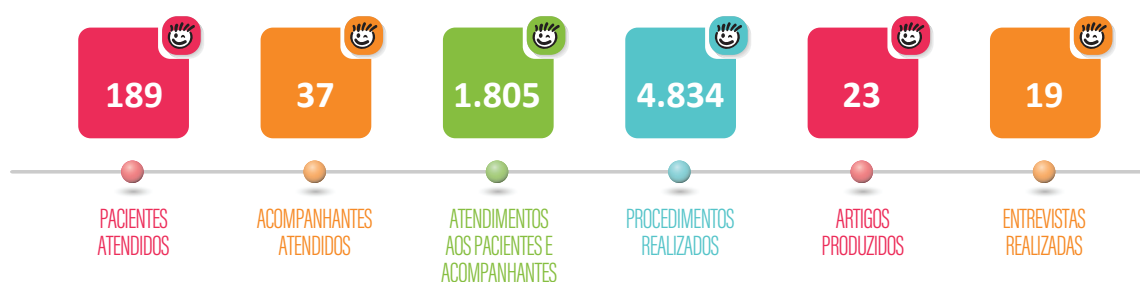 189
37
1.805
4.834
23
19
PACIENTES
ATENDIDOS
ACOMPANHANTES
ATENDIDOS
ATENDIMENTOS
AOS PACIENTES E
ACOMPANHANTES
PROCEDIMENTOS
REALIZADOS
ARTIGOS
PRODUZIDOS
ENTREVISTAS
REALIZADAS